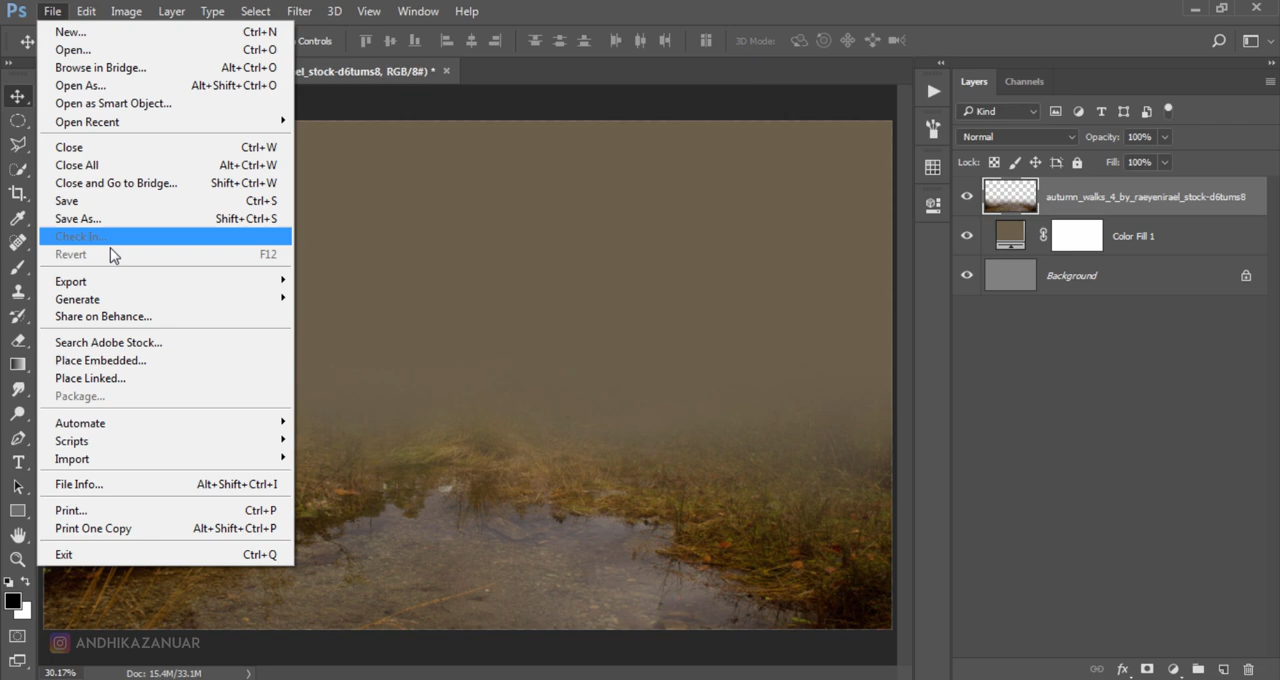 Ps File Edit Image Layer Type Select Filter 3D View Window Help
Controls 3D Mode:
el_stock-d6tums8, RGB/8#) * ×
New... Ctrl+N
Open... Ctrl+O
Browse in Bridge... Alt+Ctrl+O
Open As... Alt+Shift+Ctrl+O
Open as Smart Object...
Open Recent
Close Ctrl+W
Close All Alt+Ctrl+W
Close and Go to Bridge... Shift+Ctrl+W
Save Ctrl+S
Save As... Shift+Ctrl+S
Check In...
Revert F12
Export
Generate
Share on Behance...
Search Adobe Stock...
Place Embedded...
Place Linked...
Package...
Automate
Scripts
Import
File Info... Alt+Shift+Ctrl+I
Print... Ctrl+P
Print One Copy Alt+Shift+Ctrl+P
Exit Ctrl+Q
ANDHIKAZANUAR
30.17% Doc: 15.4M/33.1M
Layers Channels
Kind
Normal Opacity: 100%
Lock: Fill: 100%
autumn_walks_4_by_raeyenirael_stock-d6tums8
Color Fill 1
Background
fx